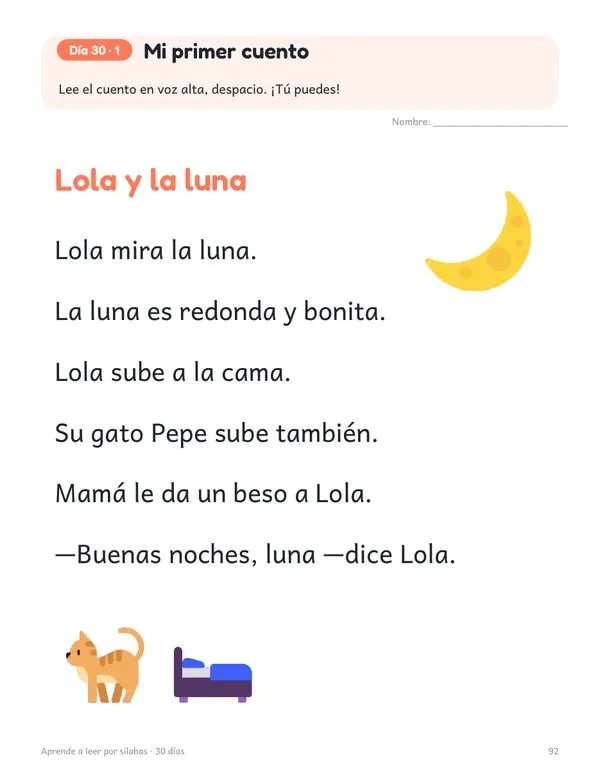 Día 30 · 1
Mi primer cuento
Lee el cuento en voz alta, despacio. ¡Tú puedes!
Nombre: ____________________________
Lola y la luna
Lola mira la luna.
La luna es redonda y bonita.
Lola sube a la cama.
Su gato Pepe sube también.
Mamá le da un beso a Lola.
—Buenas noches, luna —dice Lola.
Aprende a leer por sílabas · 30 días
92